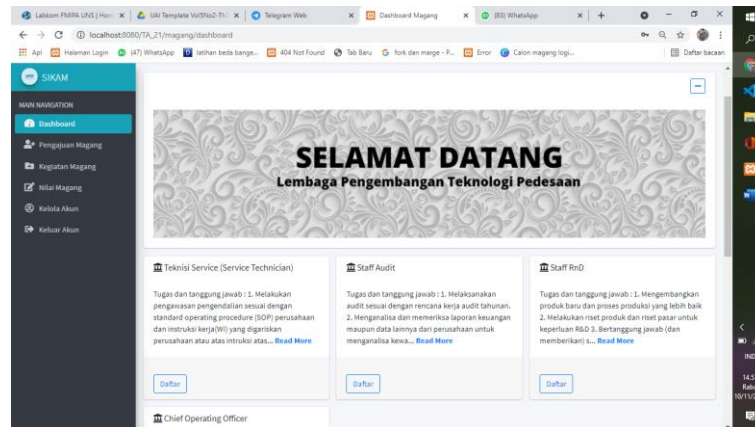 Labkom FMIPA UNS | Hom
UAI Template Vol5No2-Th
Telegram Web
Dashboard Magang
(83) WhatsApp
localhost:8080/TA_21/magang/dashboard
Apl
Halaman Login
(47) WhatsApp
latihan beda bange...
404 Not Found
Tab Baru
fork dan marge - P...
Error
Calon magang logi...
Daftar bacaan
SIKAM
MAIN NAVIGATION
Dashboard
Pengajuan Magang
Kegiatan Magang
Nilai Magang
Kelola Akun
Keluar Akun
SELAMAT DATANG
Lembaga Pengembangan Teknologi Pedesaan
Teknisi Service (Service Technician)
Tugas dan tanggung jawab : 1. Melakukan
pengawasan pengendalian sesuai dengan
standard operating procedure (SOP) perusahaan
dan instruksi kerja(WI) yang digariskan
perusahaan atau atas intruksi atas... Read More
Daftar
Staff Audit
Tugas dan tanggung jawab : 1. Melaksanakan
audit sesuai dengan rencana kerja audit tahunan.
2. Menganalisa dan memeriksa laporan keuangan
maupun data lainnya dari perusahaan untuk
menganalisa kewa... Read More
Daftar
Staff RnD
Tugas dan tanggung jawab : 1. Mengembangkan
produk baru dan proses produksi yang lebih baik
2. Melakukan riset produk dan riset pasar untuk
keperluan R&D 3. Bertanggung jawab (dan
memberikan) s... Read More
Daftar
Chief Operating Officer
IND
14.5
Rabu
10/11/2